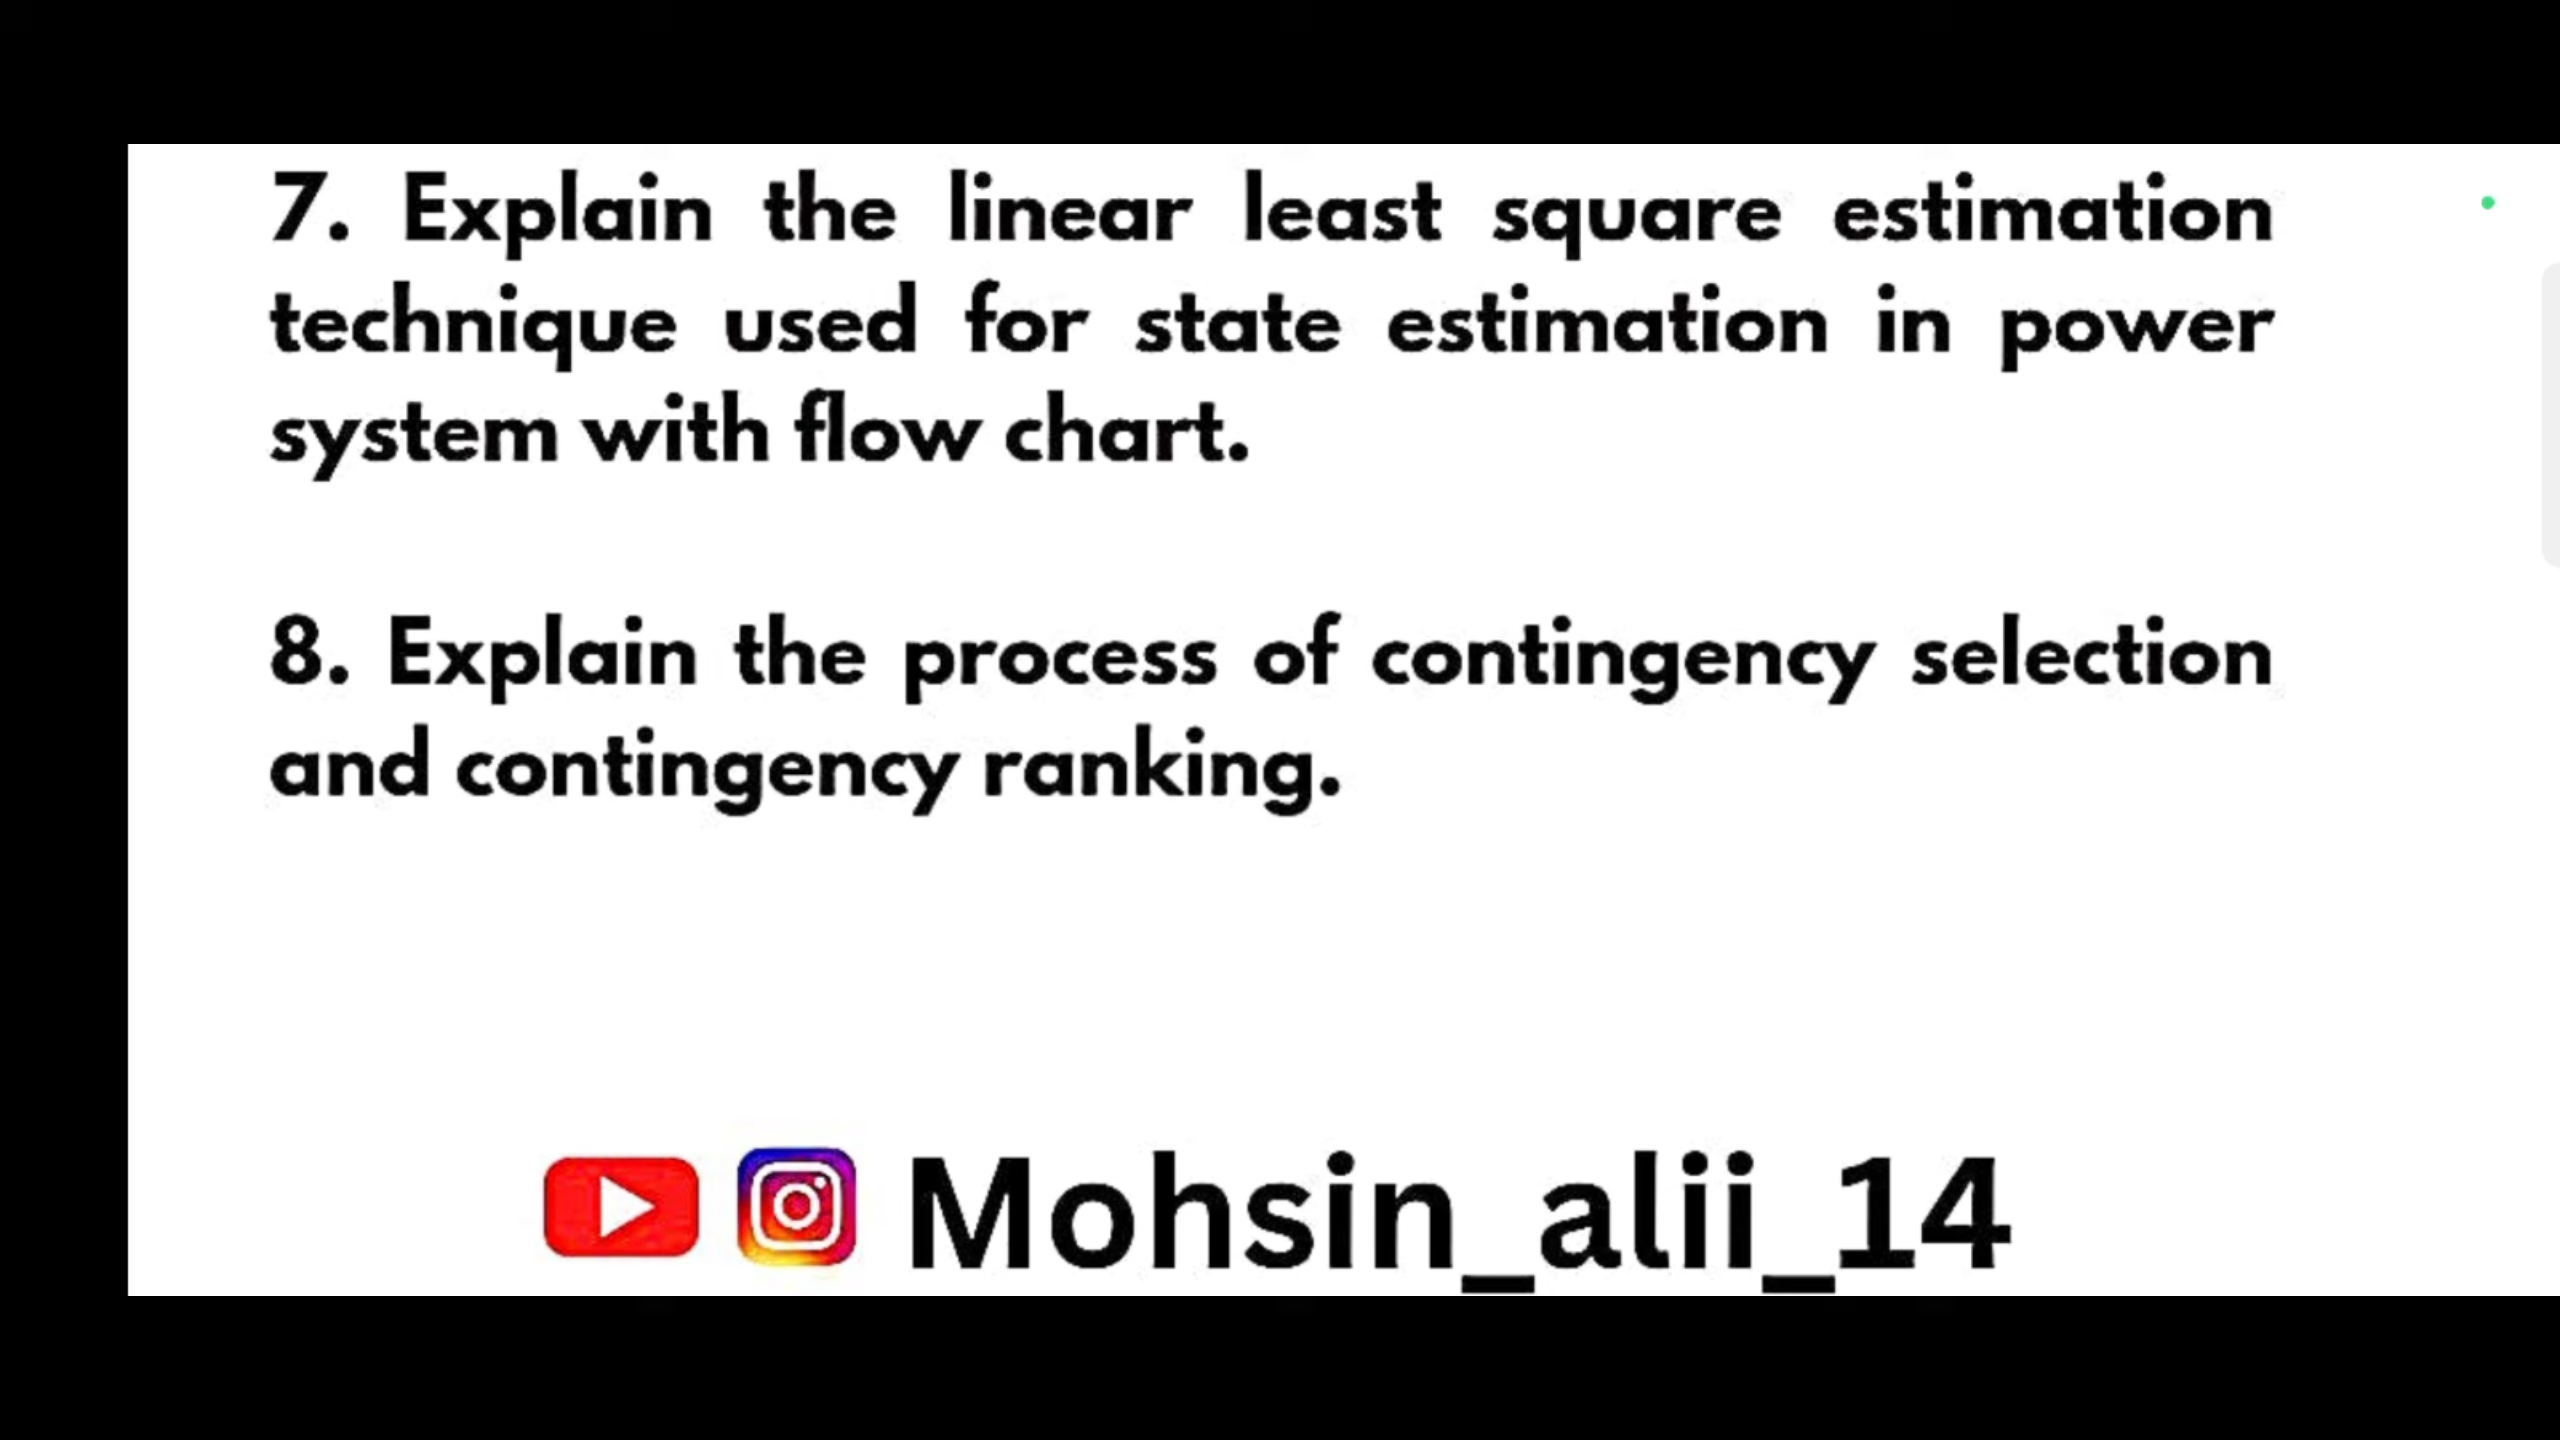 7. Explain the linear least square estimation
technique used for state estimation in power
system with flow chart.
8. Explain the process of contingency selection
and contingency ranking.
Mohsin_alii_14